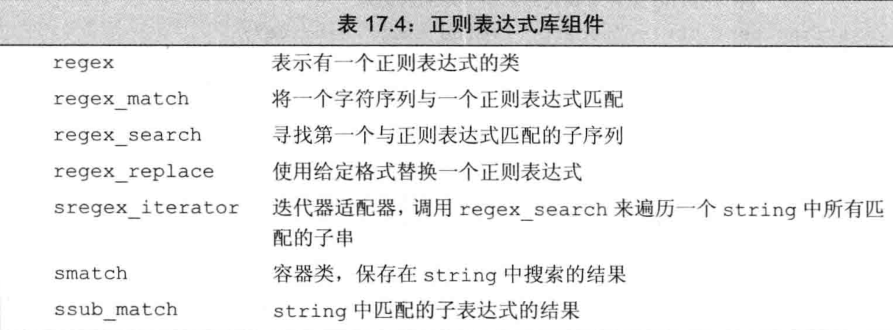 表 17.4：正则表达式库组件
regex 表示有一个正则表达式的类
regex_match 将一个字符序列与一个正则表达式匹配
regex_search 寻找第一个与正则表达式匹配的子序列
regex_replace 使用给定格式替换一个正则表达式
sregex_iterator 迭代器适配器，调用 regex_search 来遍历一个 string 中所有匹
配的子串
smatch 容器类，保存在 string 中搜索的结果
ssub_match string 中匹配的子表达式的结果